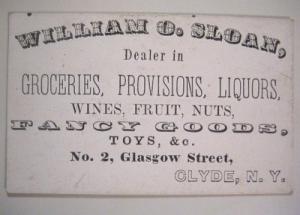 WILLIAM O. SLOAN,
Dealer in
GROCERIES, PROVISIONS, LIQUORS,
WINES, FRUIT, NUTS,
FANCY GOODS,
TOYS, &c.
No. 2, Glasgow Street,
CLYDE, N. Y.